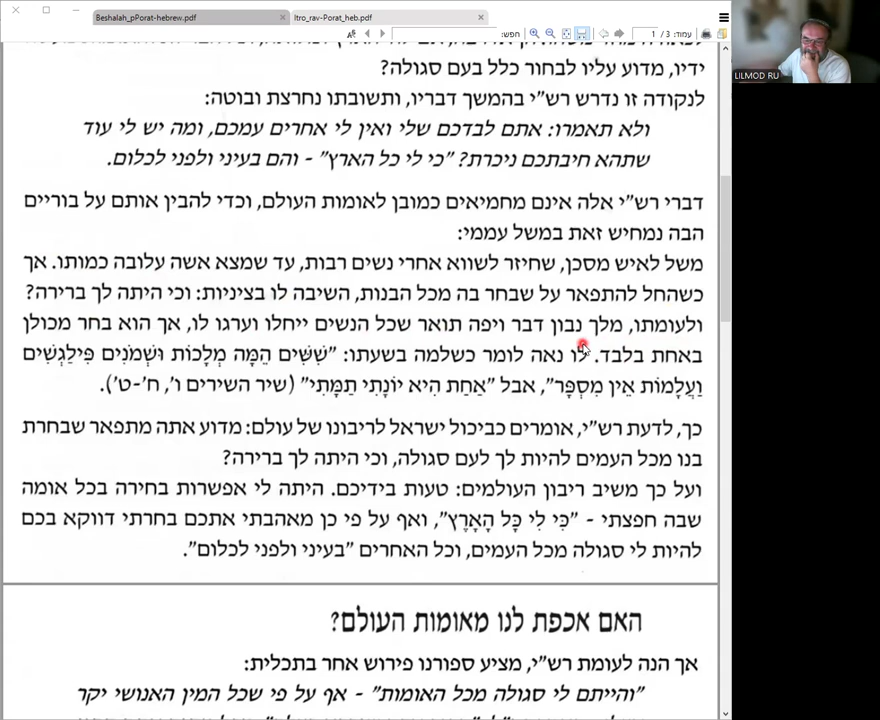 Beshalah_pPorat-hebrew.pdf
Itro_rav-Porat_heb.pdf
חפש:
עמוד: 3 / 1
LILMOD RU
ידיו, מדוע עליו לבחור כלל בעם סגולה?
לנקודה זו נדרש רש"י בהמשך דבריו, ותשובתו נחרצת ובוטה:
ולא תאמרו: אתם לבדכם שלי ואין לי אחרים עמכם, ומה יש לי עוד
שתהא חיבתכם ניכרת? "כי לי כל הארץ" - והם בעיני ולפני לכלום.
דברי רש"י אלה אינם מחמיאים כמובן לאומות העולם, וכדי להבין אותם על בוריים
הבה נמחיש זאת במשל עממי:
משל לאיש מסכן, שחיזר לשווא אחרי נשים רבות, עד שמצא אשה עלובה כמותו. אך
כשהחל להתפאר על שבחר בה מכל הבנות, השיבה לו בציניות: וכי היתה לך ברירה?
ולעומתו, מלך נבון דבר ויפה תואר שכל הנשים ייחלו וערגו לו, אך הוא בחר מכולן
באחת בלבד. לו נאה לומר כשלמה בשעתו: "שִׁשִּׁים הֵמָּה מְלָכוֹת וּשְׁמֹנִים פִּילַגְשִׁים
וַעֲלָמוֹת אֵין מִסְפָּר", אבל "אַחַת הִיא יוֹנָתִי תַמָּתִי" (שיר השירים ו', ח'-ט').
כך, לדעת רש"י, אומרים כביכול ישראל לריבונו של עולם: מדוע אתה מתפאר שבחרת
בנו מכל העמים להיות לך לעם סגולה, וכי היתה לך ברירה?
ועל כך משיב ריבון העולמים: טעות בידיכם. היתה לי אפשרות בחירה בכל אומה
שבה חפצתי - "כִּי לִי כָּל הָאָרֶץ", ואף על פי כן מאהבתי אתכם בחרתי דווקא בכם
להיות לי סגולה מכל העמים, וכל האחרים "בעיני ולפני לכלום".
האם אכפת לנו מאומות העולם?
אך הנה לעומת רש"י, מציע ספורנו פירוש אחר בתכלית:
"והייתם לי סגולה מכל האומות" - אף על פי שכל המין האנושי יקר